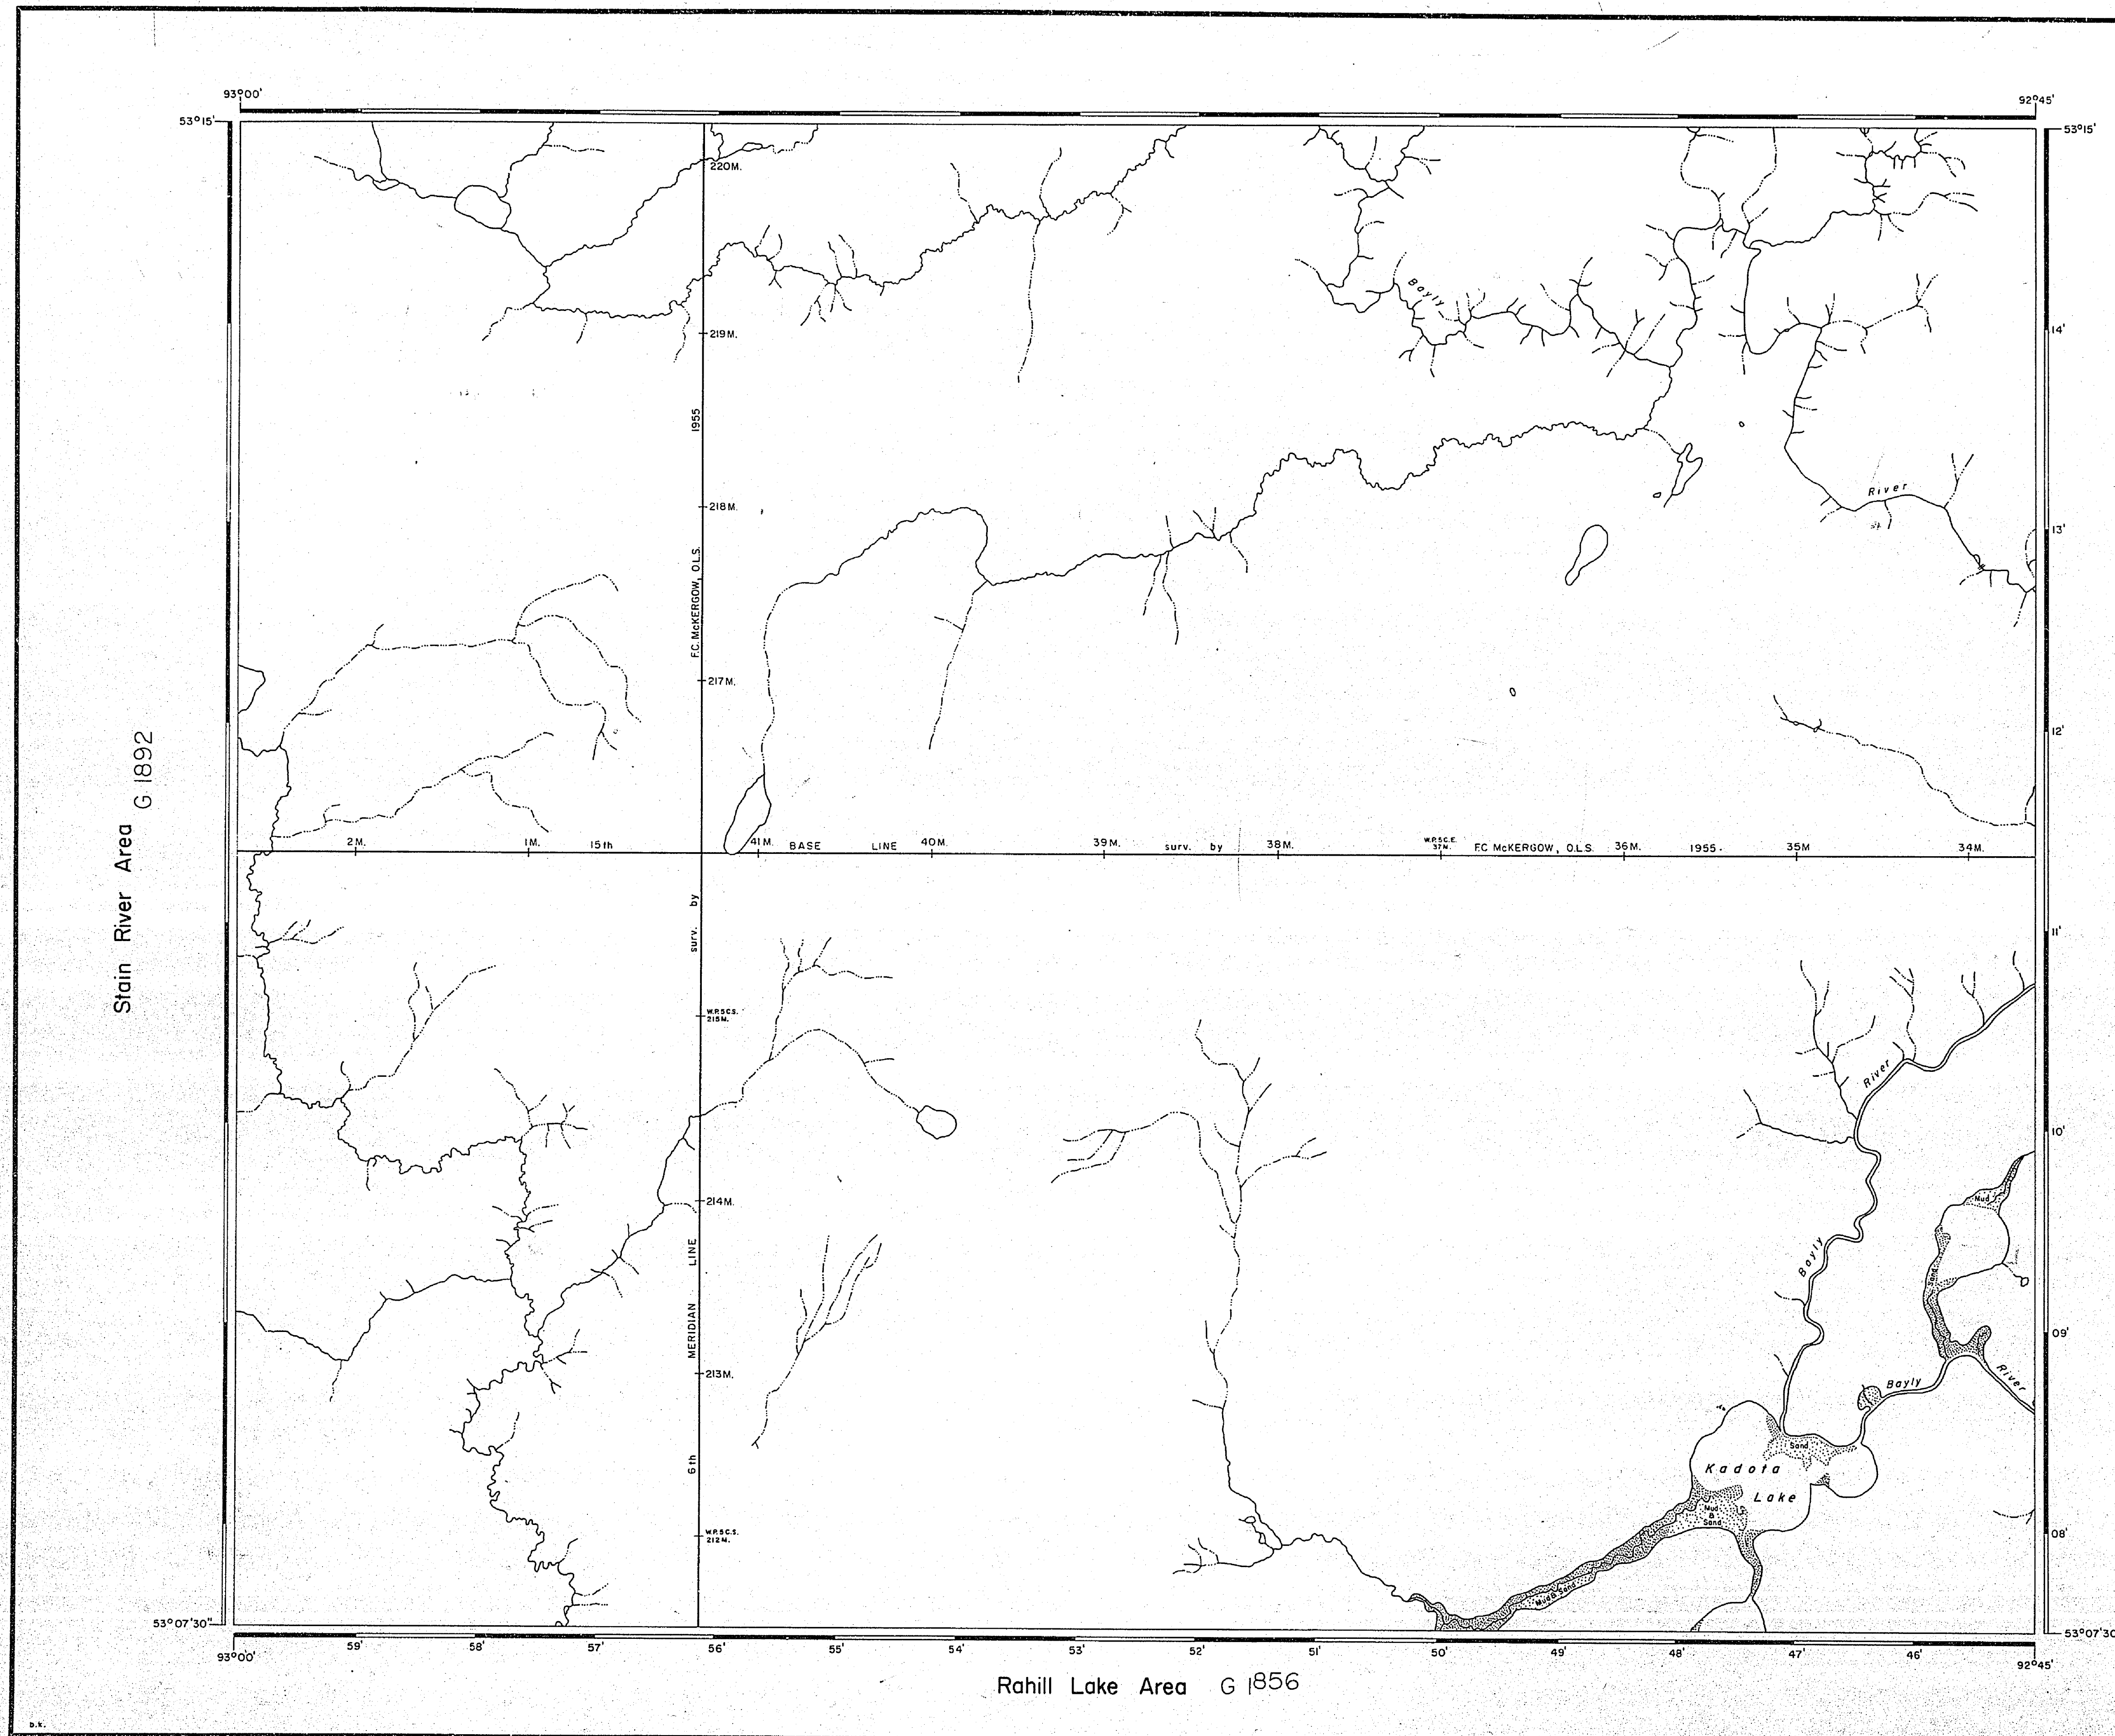 93°00'
92°45'
53°15'
53°15'
220M.
Bayly
219M.
14'
1955
River
218M.
13'
F.C. McKERGOW, O.L.S.
217M.
12'
Stain River Area G 1892
2M. 1M. 15th 41M. BASE LINE 40M. 39M. surv. by 38M. W.P.S.C.E. 37M. F.C. McKERGOW, O.L.S. 36M. 1955. 35M 34M.
surv. by
11'
W.P.S.C.S.
215M.
River
10'
214M.
Mud
MERIDIAN LINE
Bayly
Sand
09'
213M.
Bayly
River
Sand
6th
Kadota
Lake
Mud
&
Sand
W.P.S.C.S.
212M.
08'
Mud & Sand
53°07'30"
53°07'30
59' 58' 57' 56' 55' 54' 53' 52' 51' 50' 49' 48' 47' 46'
93°00'
92°45'
Rahill Lake Area G 1856
D.K.